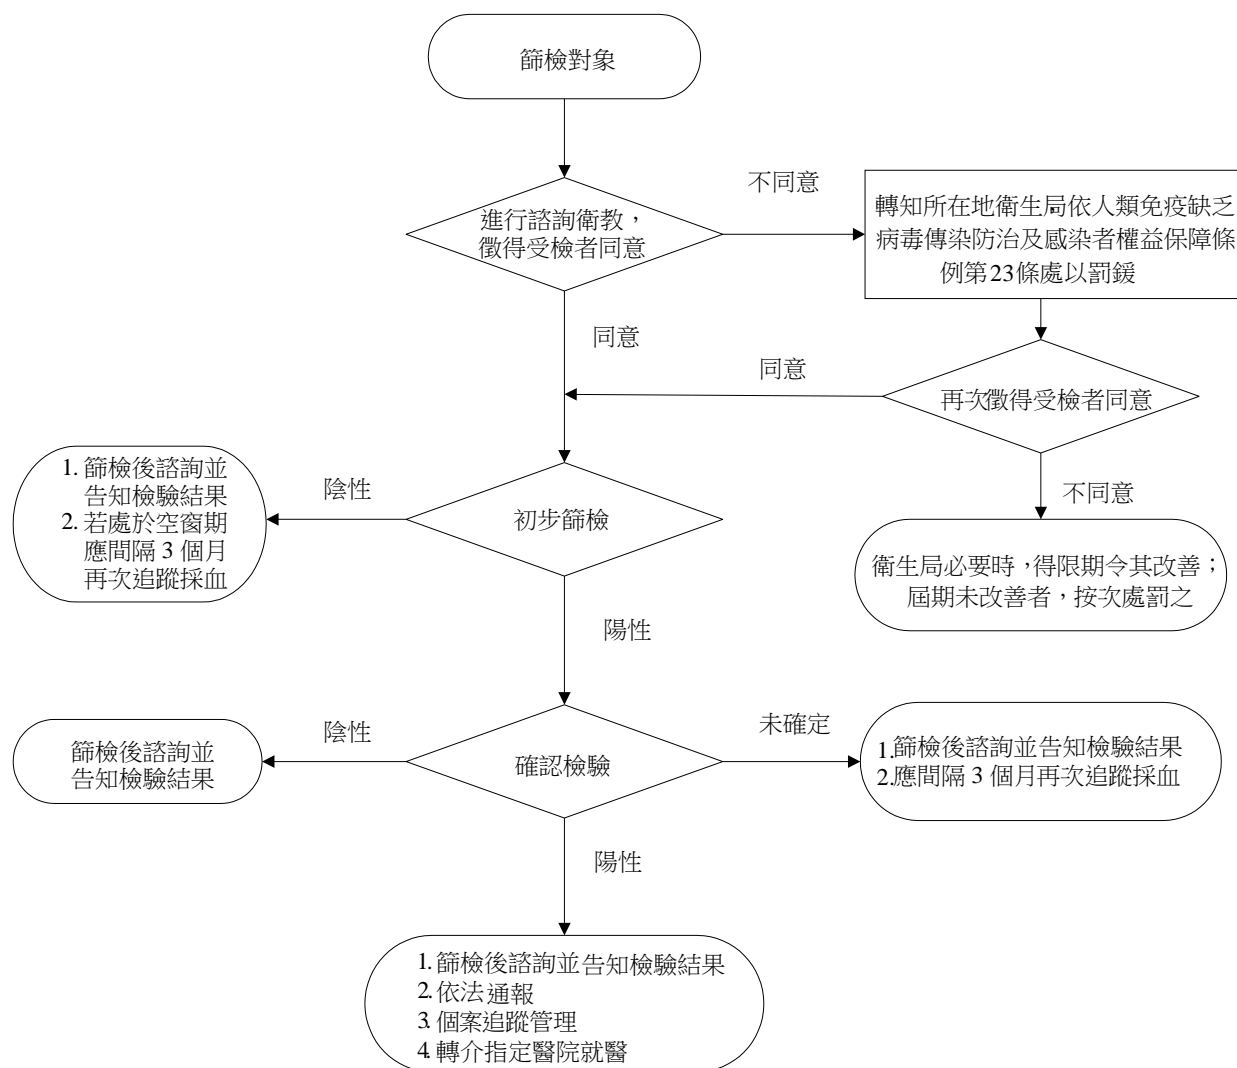 篩檢對象
進行諮詢衛教，
徵得受檢者同意
不同意
轉知所在地衛生局依人類免疫缺乏
病毒傳染防治及感染者權益保障條
例第23條處以罰鍰
同意
同意
再次徵得受檢者同意
不同意
衛生局必要時，得限期令其改善；
屆期未改善者，按次處罰之
初步篩檢
陰性
1. 篩檢後諮詢並
告知檢驗結果
2. 若處於空窗期
應間隔 3 個月
再次追蹤採血
陽性
確認檢驗
陰性
篩檢後諮詢並
告知檢驗結果
未確定
1.篩檢後諮詢並告知檢驗結果
2.應間隔 3 個月再次追蹤採血
陽性
1. 篩檢後諮詢並告知檢驗結果
2. 依法通報
3. 個案追蹤管理
4. 轉介指定醫院就醫